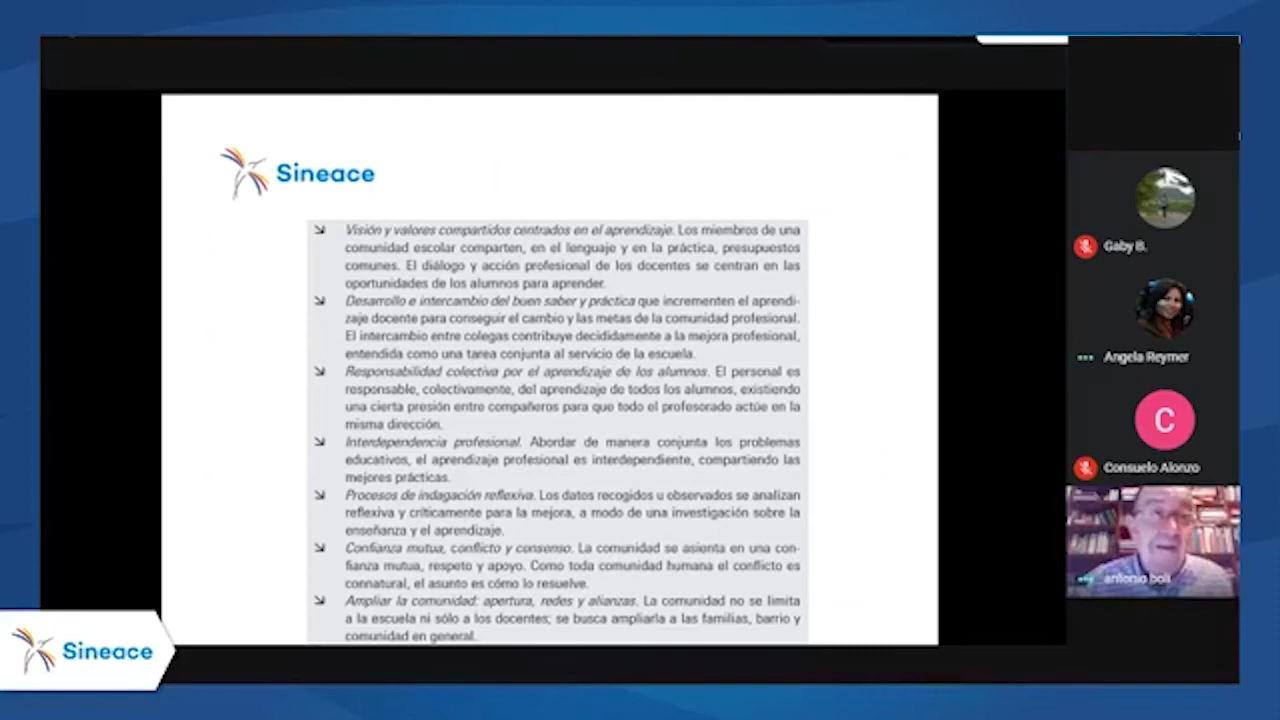 Sineace
↘ Visión y valores compartidos centrados en el aprendizaje. Los miembros de una
comunidad escolar comparten, en el lenguaje y en la práctica, presupuestos
comunes. El diálogo y acción profesional de los docentes se centran en las
oportunidades de los alumnos para aprender.
↘ Desarrollo e intercambio del buen saber y práctica que incrementen el aprendi-
zaje docente para conseguir el cambio y las metas de la comunidad profesional.
El intercambio entre colegas contribuye decididamente a la mejora profesional,
entendida como una tarea conjunta al servicio de la escuela.
↘ Responsabilidad colectiva por el aprendizaje de los alumnos. El personal es
responsable, colectivamente, del aprendizaje de todos los alumnos, existiendo
una cierta presión entre compañeros para que todo el profesorado actúe en la
misma dirección.
↘ Interdependencia profesional. Abordar de manera conjunta los problemas
educativos, el aprendizaje profesional es interdependiente, compartiendo las
mejores prácticas.
↘ Procesos de indagación reflexiva. Los datos recogidos u observados se analizan
reflexiva y críticamente para la mejora, a modo de una investigación sobre la
enseñanza y el aprendizaje.
↘ Confianza mutua, conflicto y consenso. La comunidad se asienta en una con-
fianza mutua, respeto y apoyo. Como toda comunidad humana el conflicto es
connatural, el asunto es cómo lo resuelve.
↘ Ampliar la comunidad: apertura, redes y alianzas. La comunidad no se limita
a la escuela ni sólo a los docentes; se busca ampliarla a las familias, barrio y
comunidad en general.
Gaby B.
Angela Reymer
C
Consuelo Alonzo
antonio boli
Sineace